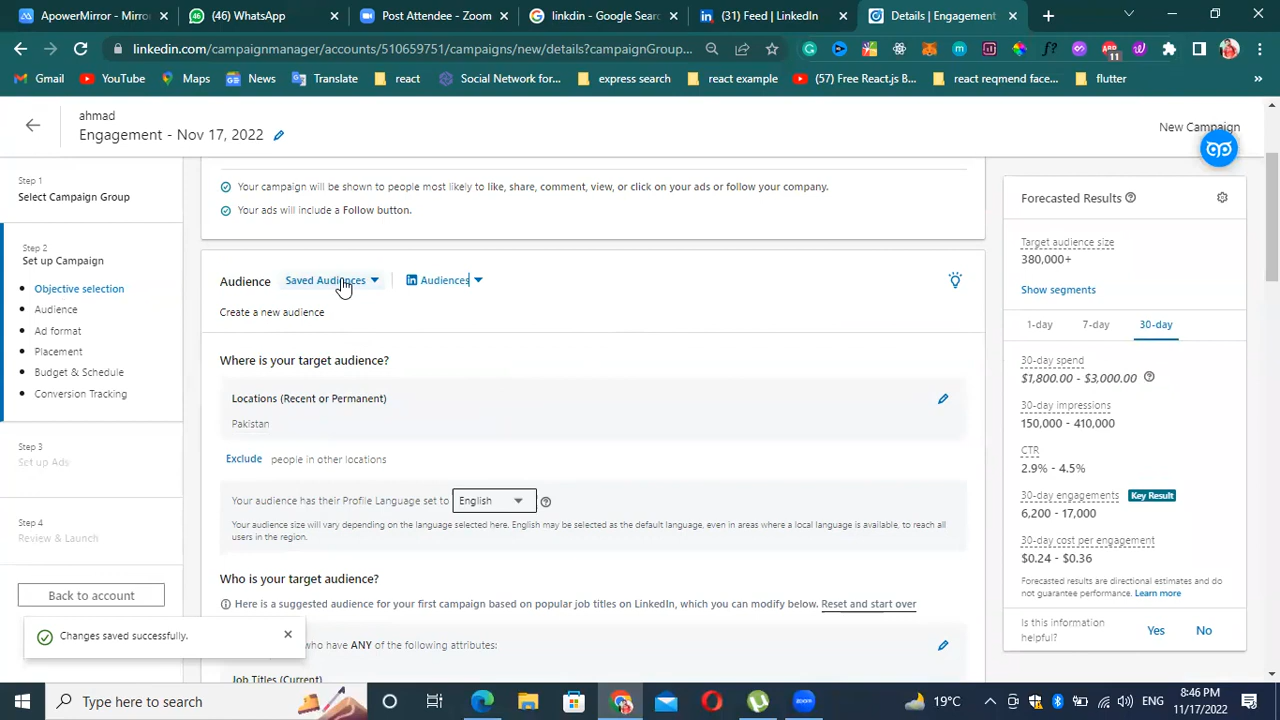 ApowerMirror - Mirror
(46) WhatsApp
Post Attendee - Zoom
linkdin - Google Sear
(31) Feed | LinkedIn
Details | Engagement
linkedin.com/campaignmanager/accounts/510659751/campaigns/new/details?campaignGroup...
11
Gmail
YouTube
Maps
News
Translate
react
Social Network for...
express search
react example
(57) Free React.js B...
react reqmend face...
flutter
ahmad
Engagement - Nov 17, 2022
New Campaign
Step 1
Select Campaign Group
Step 2
Set up Campaign
Objective selection
Audience
Ad format
Placement
Budget & Schedule
Conversion Tracking
Step 3
Set up Ads
Step 4
Review & Launch
Back to account
Changes saved successfully.
Your campaign will be shown to people most likely to like, share, comment, view, or click on your ads or follow your company.
Your ads will include a Follow button.
Audience
Saved Audiences
in Audiences
Create a new audience
Where is your target audience?
Locations (Recent or Permanent)
Pakistan
Exclude people in other locations
Your audience has their Profile Language set to English
Your audience size will vary depending on the language selected here. English may be selected as the default language, even in areas where a local language is available, to reach all
users in the region.
Who is your target audience?
Here is a suggested audience for your first campaign based on popular job titles on LinkedIn, which you can modify below. Reset and start over
who have ANY of the following attributes:
Job Titles (Current)
Forecasted Results
Target audience size
380,000+
Show segments
1-day
7-day
30-day
30-day spend
$1,800.00 - $3,000.00
30-day impressions
150,000 - 410,000
CTR
2.9% - 4.5%
30-day engagements Key Result
6,200 - 17,000
30-day cost per engagement
$0.24 - $0.36
Forecasted results are directional estimates and do
not guarantee performance. Learn more
Is this information
helpful?
Yes
No
Type here to search
19°C
ENG
8:46 PM
11/17/2022